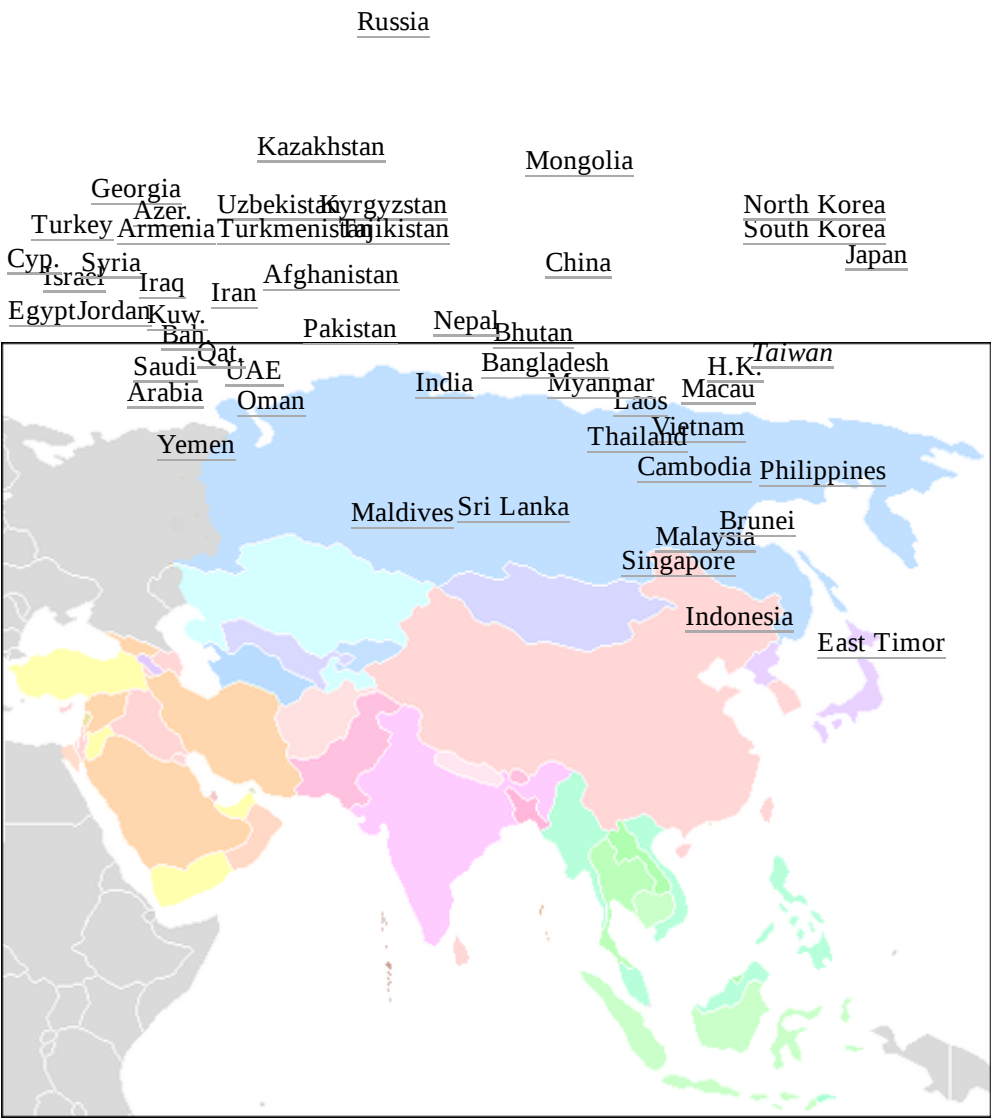 Russia
Kazakhstan
Mongolia
Georgia
Azer.
Uzbekistan
Kyrgyzstan
North Korea
Turkey
Armenia
Turkmenistan
Tajikistan
South Korea
Cyp.
Israel
Syria
Iraq
Iran
Afghanistan
China
Japan
Egypt
Jordan
Kuw.
Bah.
Pakistan
Nepal
Bhutan
Qat.
Saudi
Arabia
UAE
Oman
India
Bangladesh
Myanmar
Laos
H.K.
Macau
Taiwan
Yemen
Thailand
Vietnam
Cambodia
Philippines
Maldives
Sri Lanka
Brunei
Malaysia
Singapore
Indonesia
East Timor